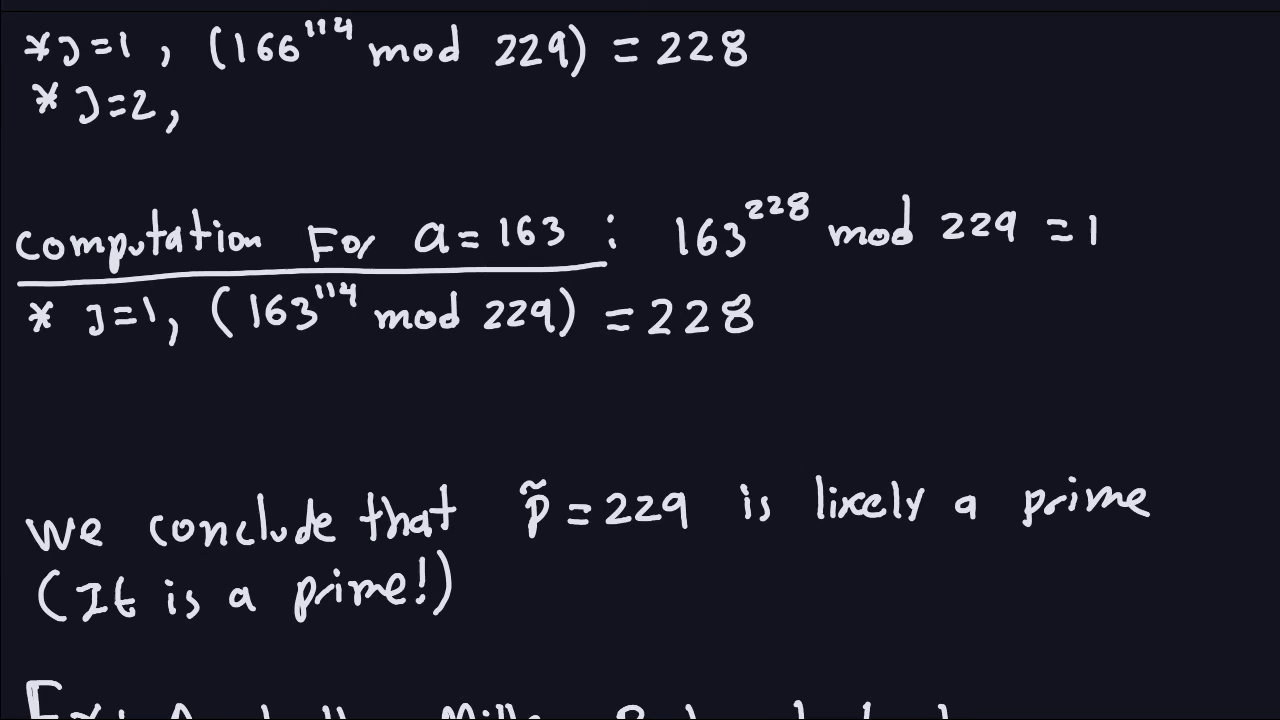 * J=1, (166^114 mod 229) = 228
* J=2,
computation For a=163 : 163^228 mod 229 = 1
* J=1, (163^114 mod 229) = 228
we conclude that p̃ = 229 is likely a prime
(It is a prime!)